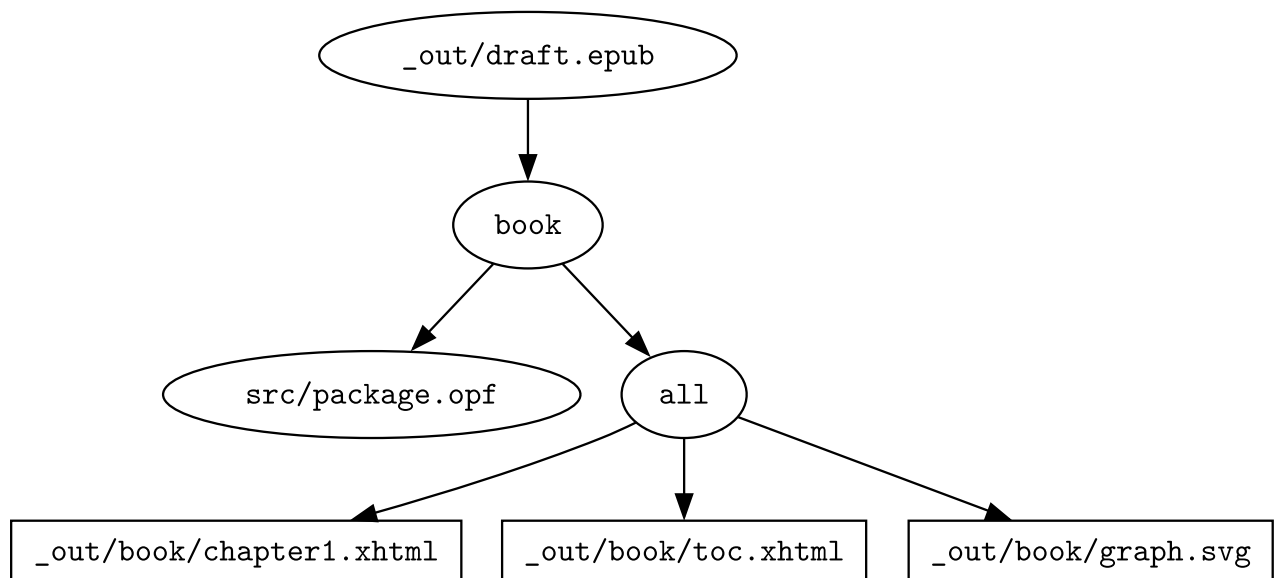 _out/draft.epub
book
src/package.opf
all
_out/book/chapter1.xhtml
_out/book/toc.xhtml
_out/book/graph.svg